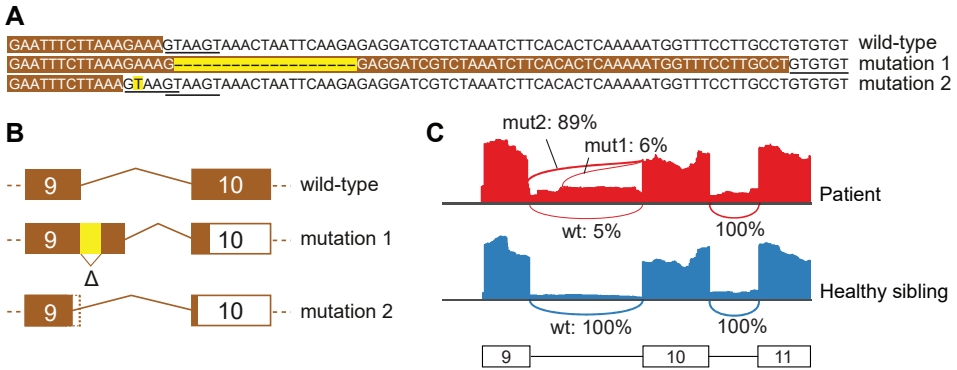 A
GAATTTCTTAAAGAAAGTAAGTAAACTAATTCAAGAGAGGATCGTCTAAATCTTCACACTCAAAAATGGTTTCCTTGCCTGTGTGT wild-type
GAATTTCTTAAAGAAAG-------------------GAGGATCGTCTAAATCTTCACACTCAAAAATGGTTTCCTTGCCTGTGTGT mutation 1
GAATTTCTTAAAGTAAGTAAGTAAACTAATTCAAGAGAGGATCGTCTAAATCTTCACACTCAAAAATGGTTTCCTTGCCTGTGTGT mutation 2
B
9 10 wild-type
9 10 mutation 1
Δ
9 10 mutation 2
C
mut2: 89%
mut1: 6%
Patient
wt: 5% 100%
Healthy sibling
wt: 100% 100%
9 10 11